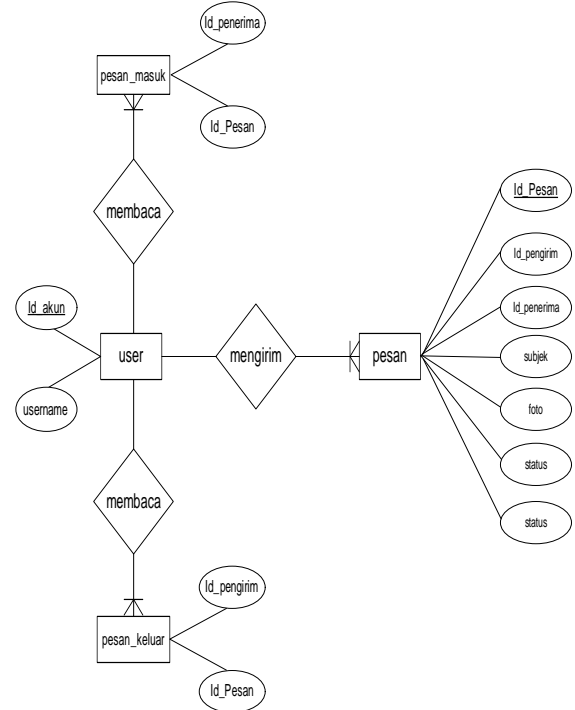 Id_penerima
pesan_masuk
Id_Pesan
membaca
Id_Pesan
Id_pengirim
Id_akun
Id_penerima
user
mengirim
pesan
subjek
username
foto
membaca
status
status
Id_pengirim
pesan_keluar
Id_Pesan